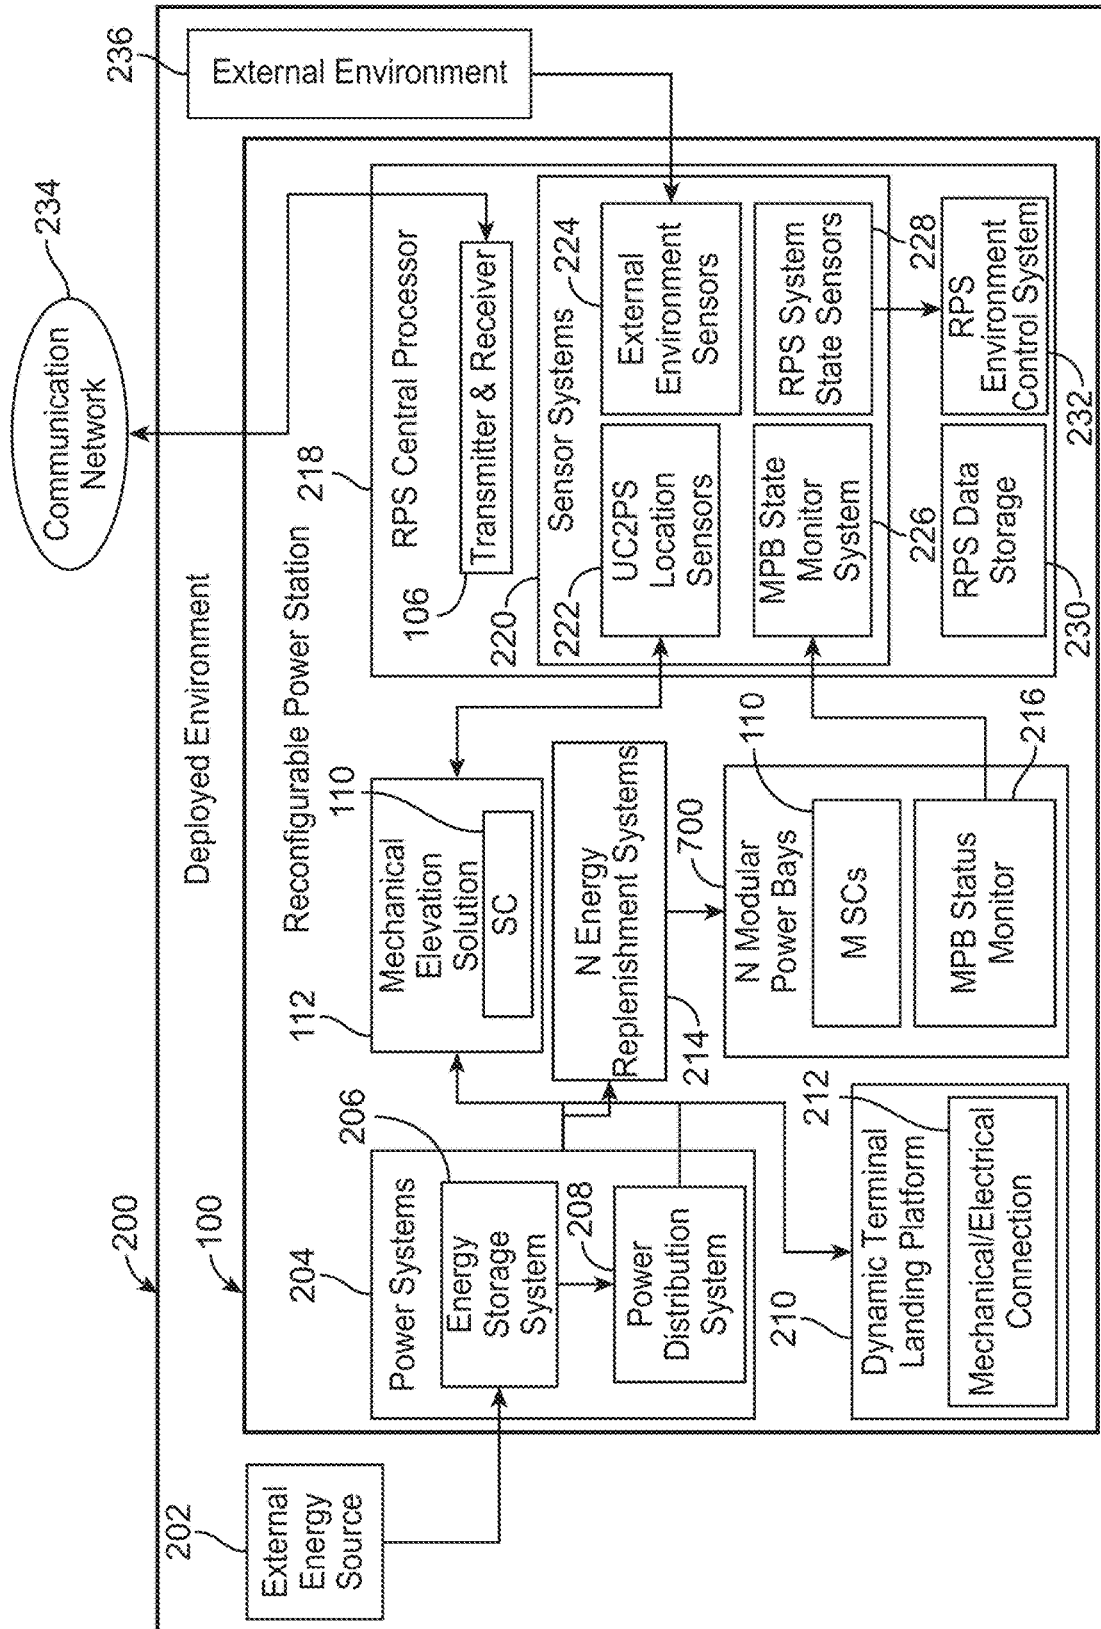 234
Communication
Network
200
Deployed Environment
236
External Environment
202
External
Energy
Source
100
Reconfigurable Power Station
204
Power Systems
206
Energy
Storage
System
208
Power
Distribution
System
210
Dynamic Terminal
Landing Platform
212
Mechanical/Electrical
Connection
112
Mechanical
Elevation
Solution
110
SC
N Energy
Replenishment Systems
214
700
N Modular
Power Bays
110
M SCs
216
MPB Status
Monitor
218
RPS Central Processor
106
Transmitter & Receiver
220
Sensor Systems
222
UC2PS
Location
Sensors
224
External
Environment
Sensors
MPB State
Monitor
System
226
RPS System
State Sensors
228
RPS Data
Storage
230
RPS
Environment
Control System
232